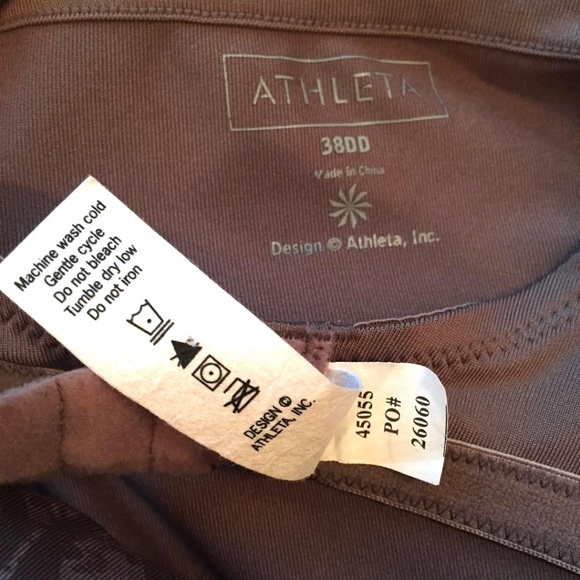 ATHLETA
38DD
Made In China
Design © Athleta, Inc.
Machine wash cold
Gentle cycle
Do not bleach
Tumble dry low
Do not iron
DESIGN ©
ATHLETA, INC.
45055
PO#
26060